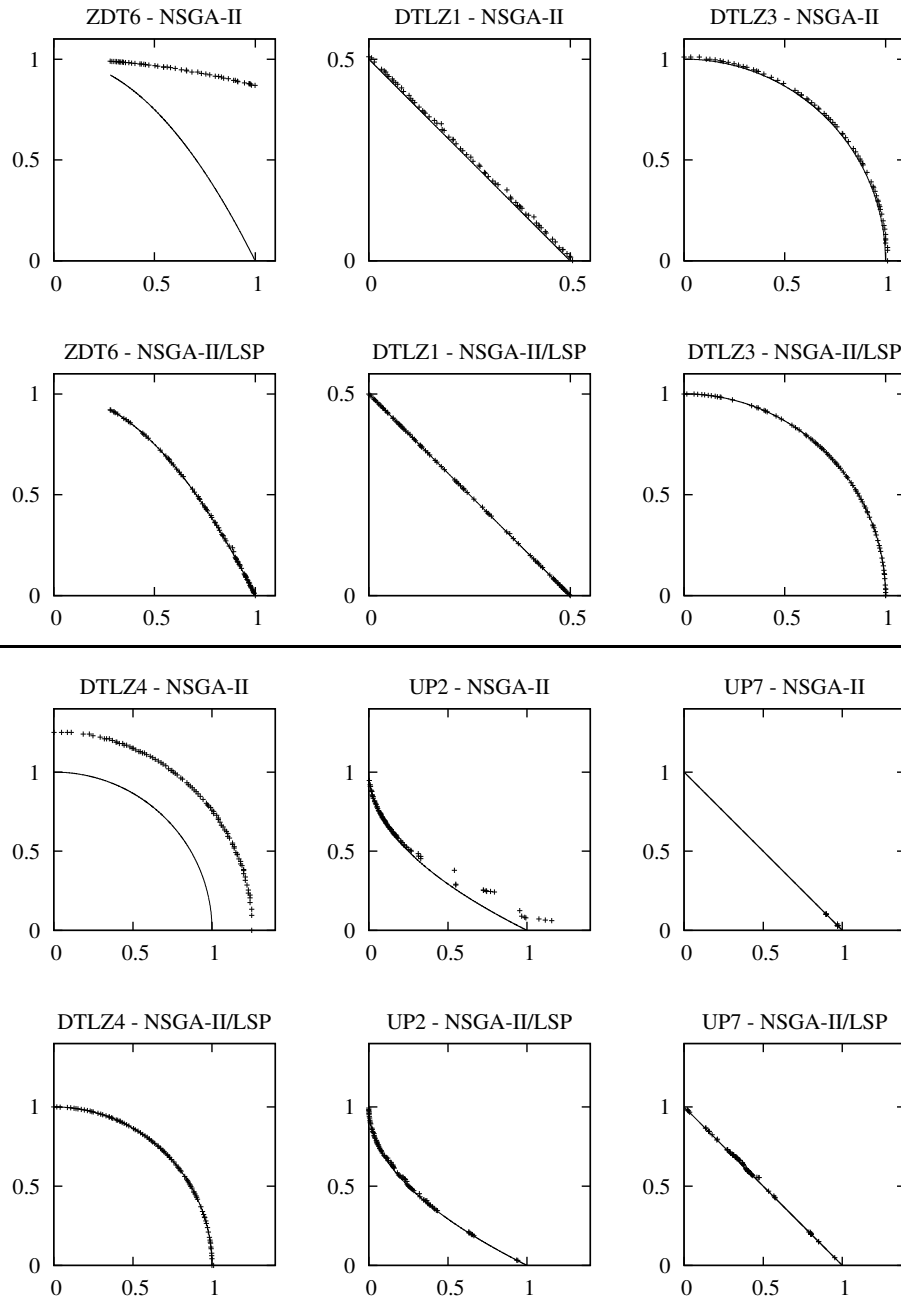 ZDT6 - NSGA-II
1
0.5
0
0 0.5 1
DTLZ1 - NSGA-II
0.5
0
0 0.5
DTLZ3 - NSGA-II
1
0.5
0
0 0.5 1
ZDT6 - NSGA-II/LSP
1
0.5
0
0 0.5 1
DTLZ1 - NSGA-II/LSP
0.5
0
0 0.5
DTLZ3 - NSGA-II/LSP
1
0.5
0
0 0.5 1
DTLZ4 - NSGA-II
1
0.5
0
0 0.5 1
UP2 - NSGA-II
1
0.5
0
0 0.5 1
UP7 - NSGA-II
1
0.5
0
0 0.5 1
DTLZ4 - NSGA-II/LSP
1
0.5
0
0 0.5 1
UP2 - NSGA-II/LSP
1
0.5
0
0 0.5 1
UP7 - NSGA-II/LSP
1
0.5
0
0 0.5 1